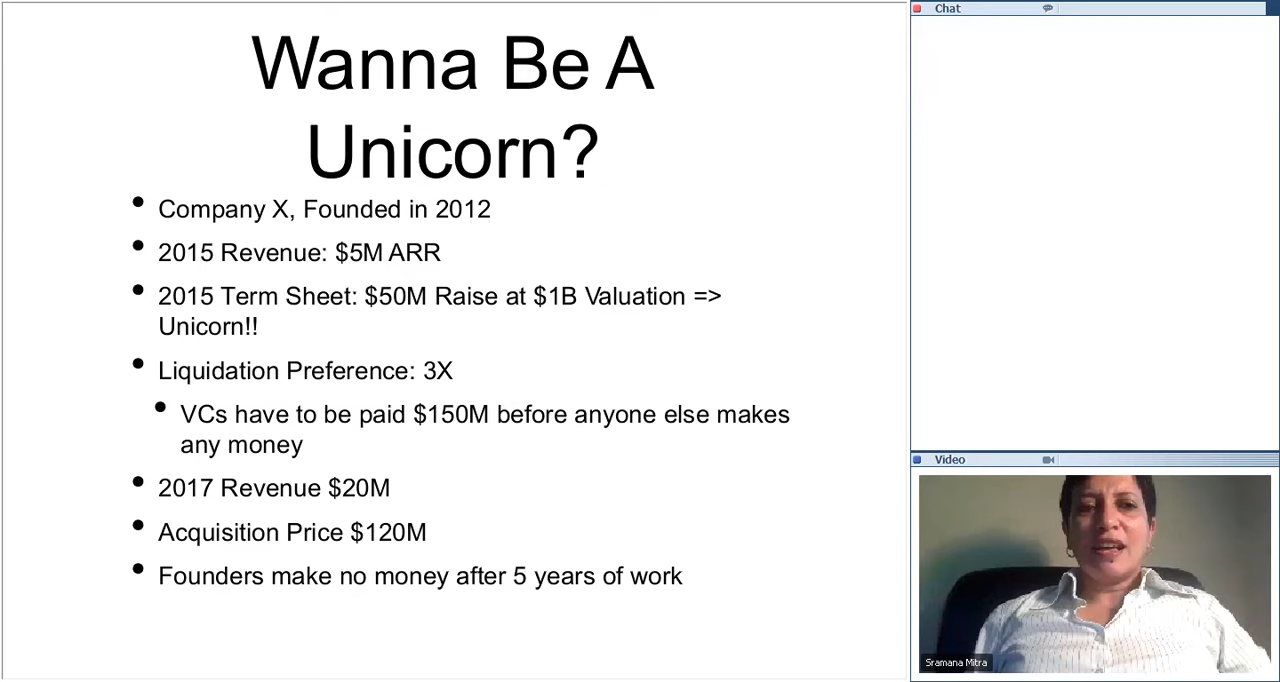 Wanna Be A
Unicorn?
• Company X, Founded in 2012
• 2015 Revenue: $5M ARR
• 2015 Term Sheet: $50M Raise at $1B Valuation =>
Unicorn!!
• Liquidation Preference: 3X
• VCs have to be paid $150M before anyone else makes
any money
• 2017 Revenue $20M
• Acquisition Price $120M
• Founders make no money after 5 years of work
Chat
Video
Sramana Mitra